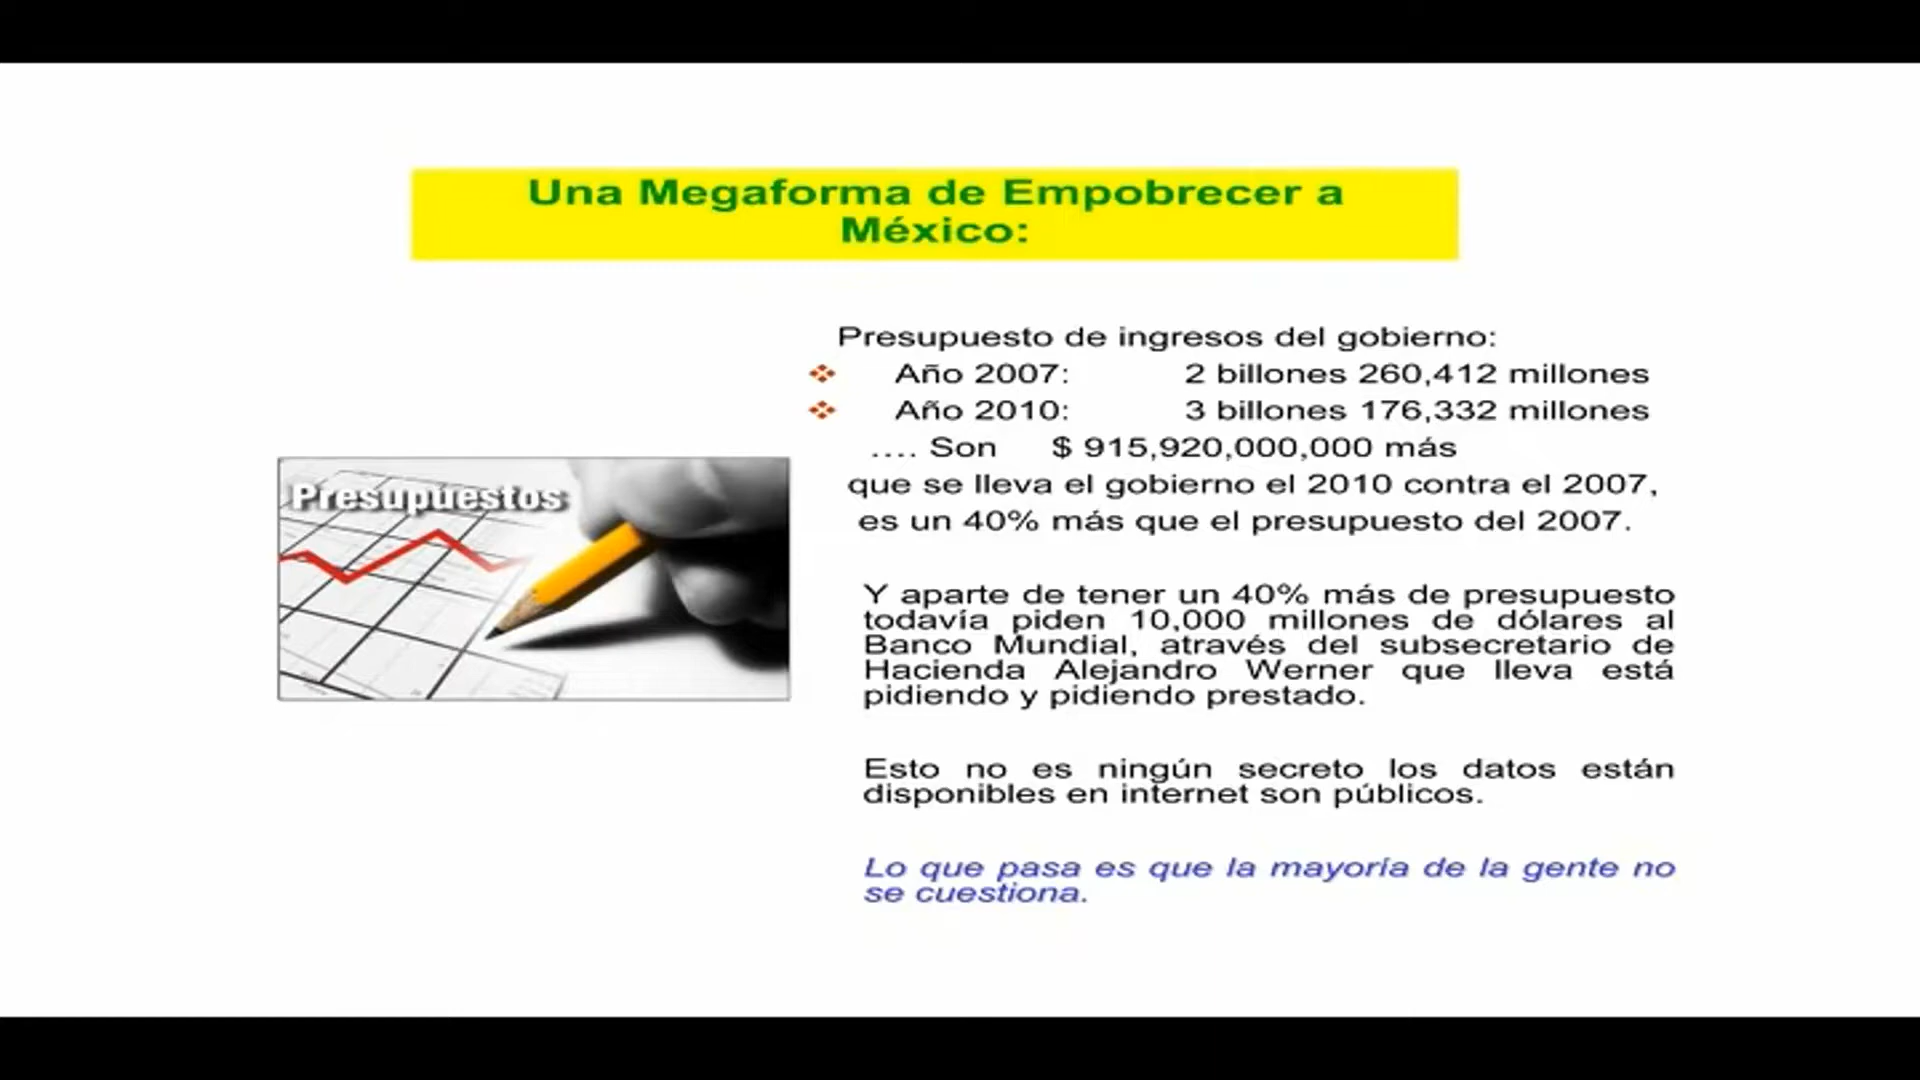 Una Megaforma de Empobrecer a
México:
Presupuesto de ingresos del gobierno:
Año 2007: 2 billones 260,412 millones
Año 2010: 3 billones 176,332 millones
.... Son $ 915,920,000,000 más
que se lleva el gobierno el 2010 contra el 2007,
es un 40% más que el presupuesto del 2007.
Presupuestos
Y aparte de tener un 40% más de presupuesto
todavía piden 10,000 millones de dólares al
Banco Mundial, através del subsecretario de
Hacienda Alejandro Werner que lleva está
pidiendo y pidiendo prestado.
Esto no es ningún secreto los datos están
disponibles en internet son públicos.
Lo que pasa es que la mayoría de la gente no
se cuestiona.